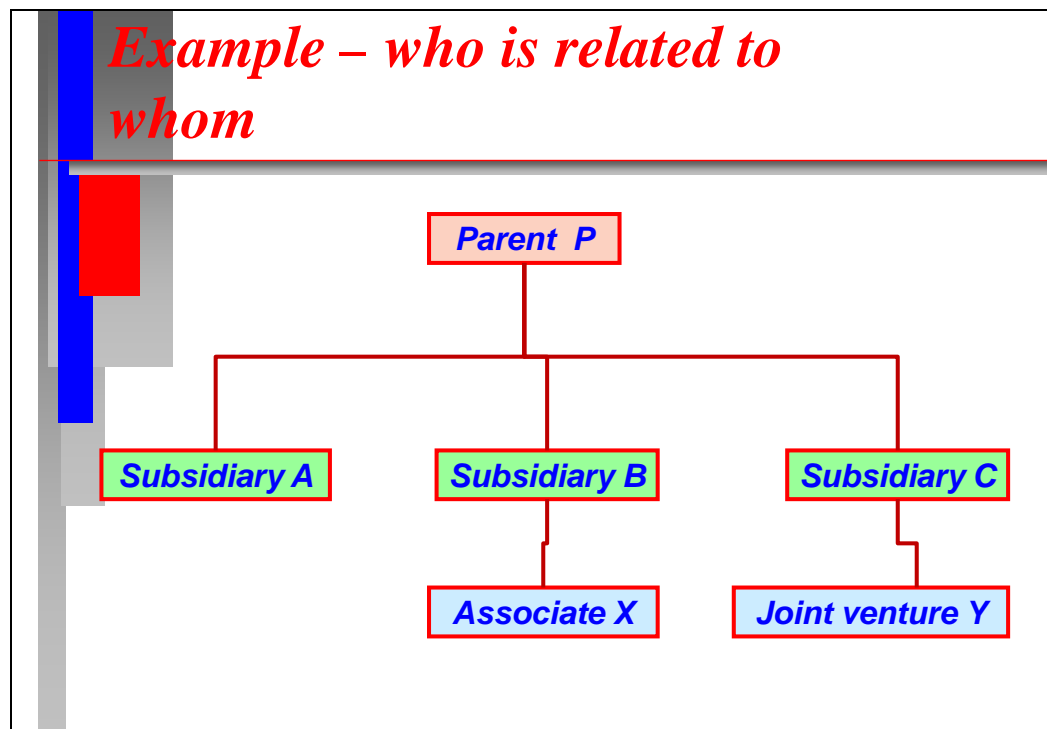 Example – who is related to
whom
Parent P
Subsidiary A
Subsidiary B
Subsidiary C
Associate X
Joint venture Y